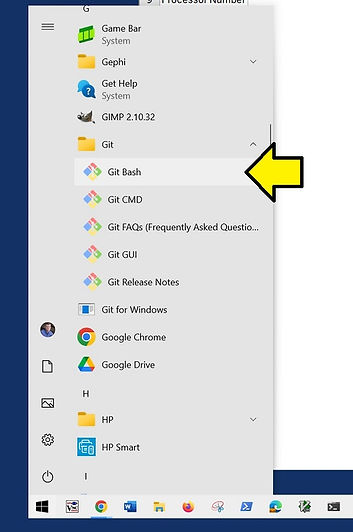 9 Processor Number
G
Game Bar
System
Gephi
Get Help
System
GIMP 2.10.32
Git
Git Bash
Git CMD
Git FAQs (Frequently Asked Questio...
Git GUI
Git Release Notes
Git for Windows
Google Chrome
Google Drive
H
HP
HP Smart
I